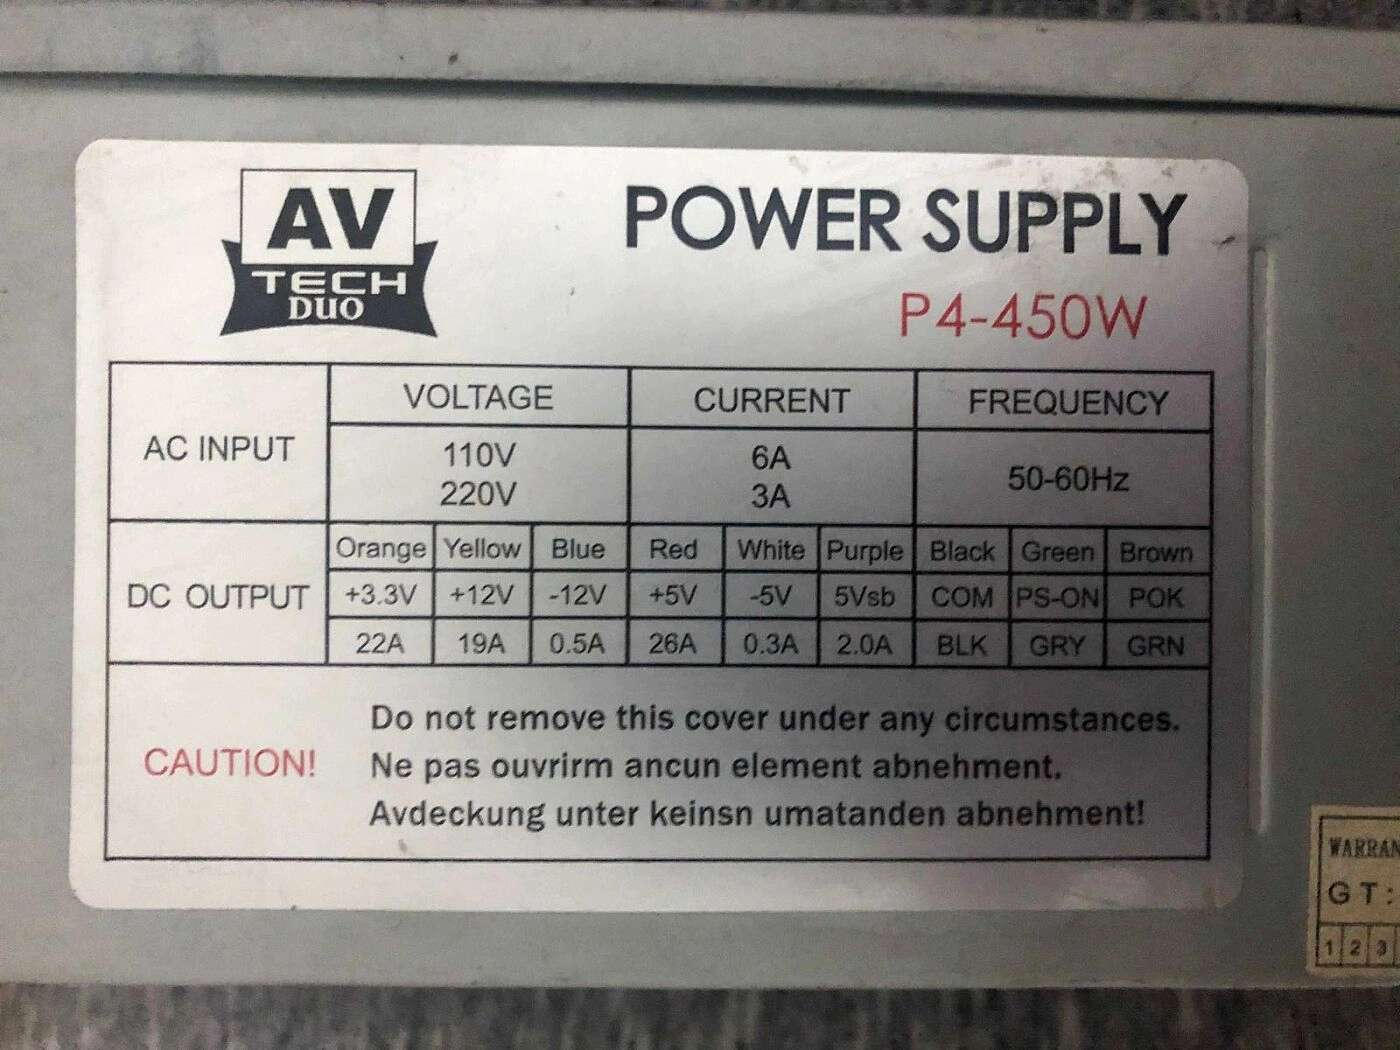 AV
TECH
DUO
POWER SUPPLY
P4-450W
AC INPUT
VOLTAGE CURRENT FREQUENCY
110V 6A 50-60Hz
220V 3A
DC OUTPUT
Orange Yellow Blue Red White Purple Black Green Brown
+3.3V +12V -12V +5V -5V 5Vsb COM PS-ON POK
22A 19A 0.5A 26A 0.3A 2.0A BLK GRY GRN
CAUTION!
Do not remove this cover under any circumstances.
Ne pas ouvrirm ancun element abnehment.
Avdeckung unter keinsn umatanden abnehment!
WARRAN
GT:
1 2 3